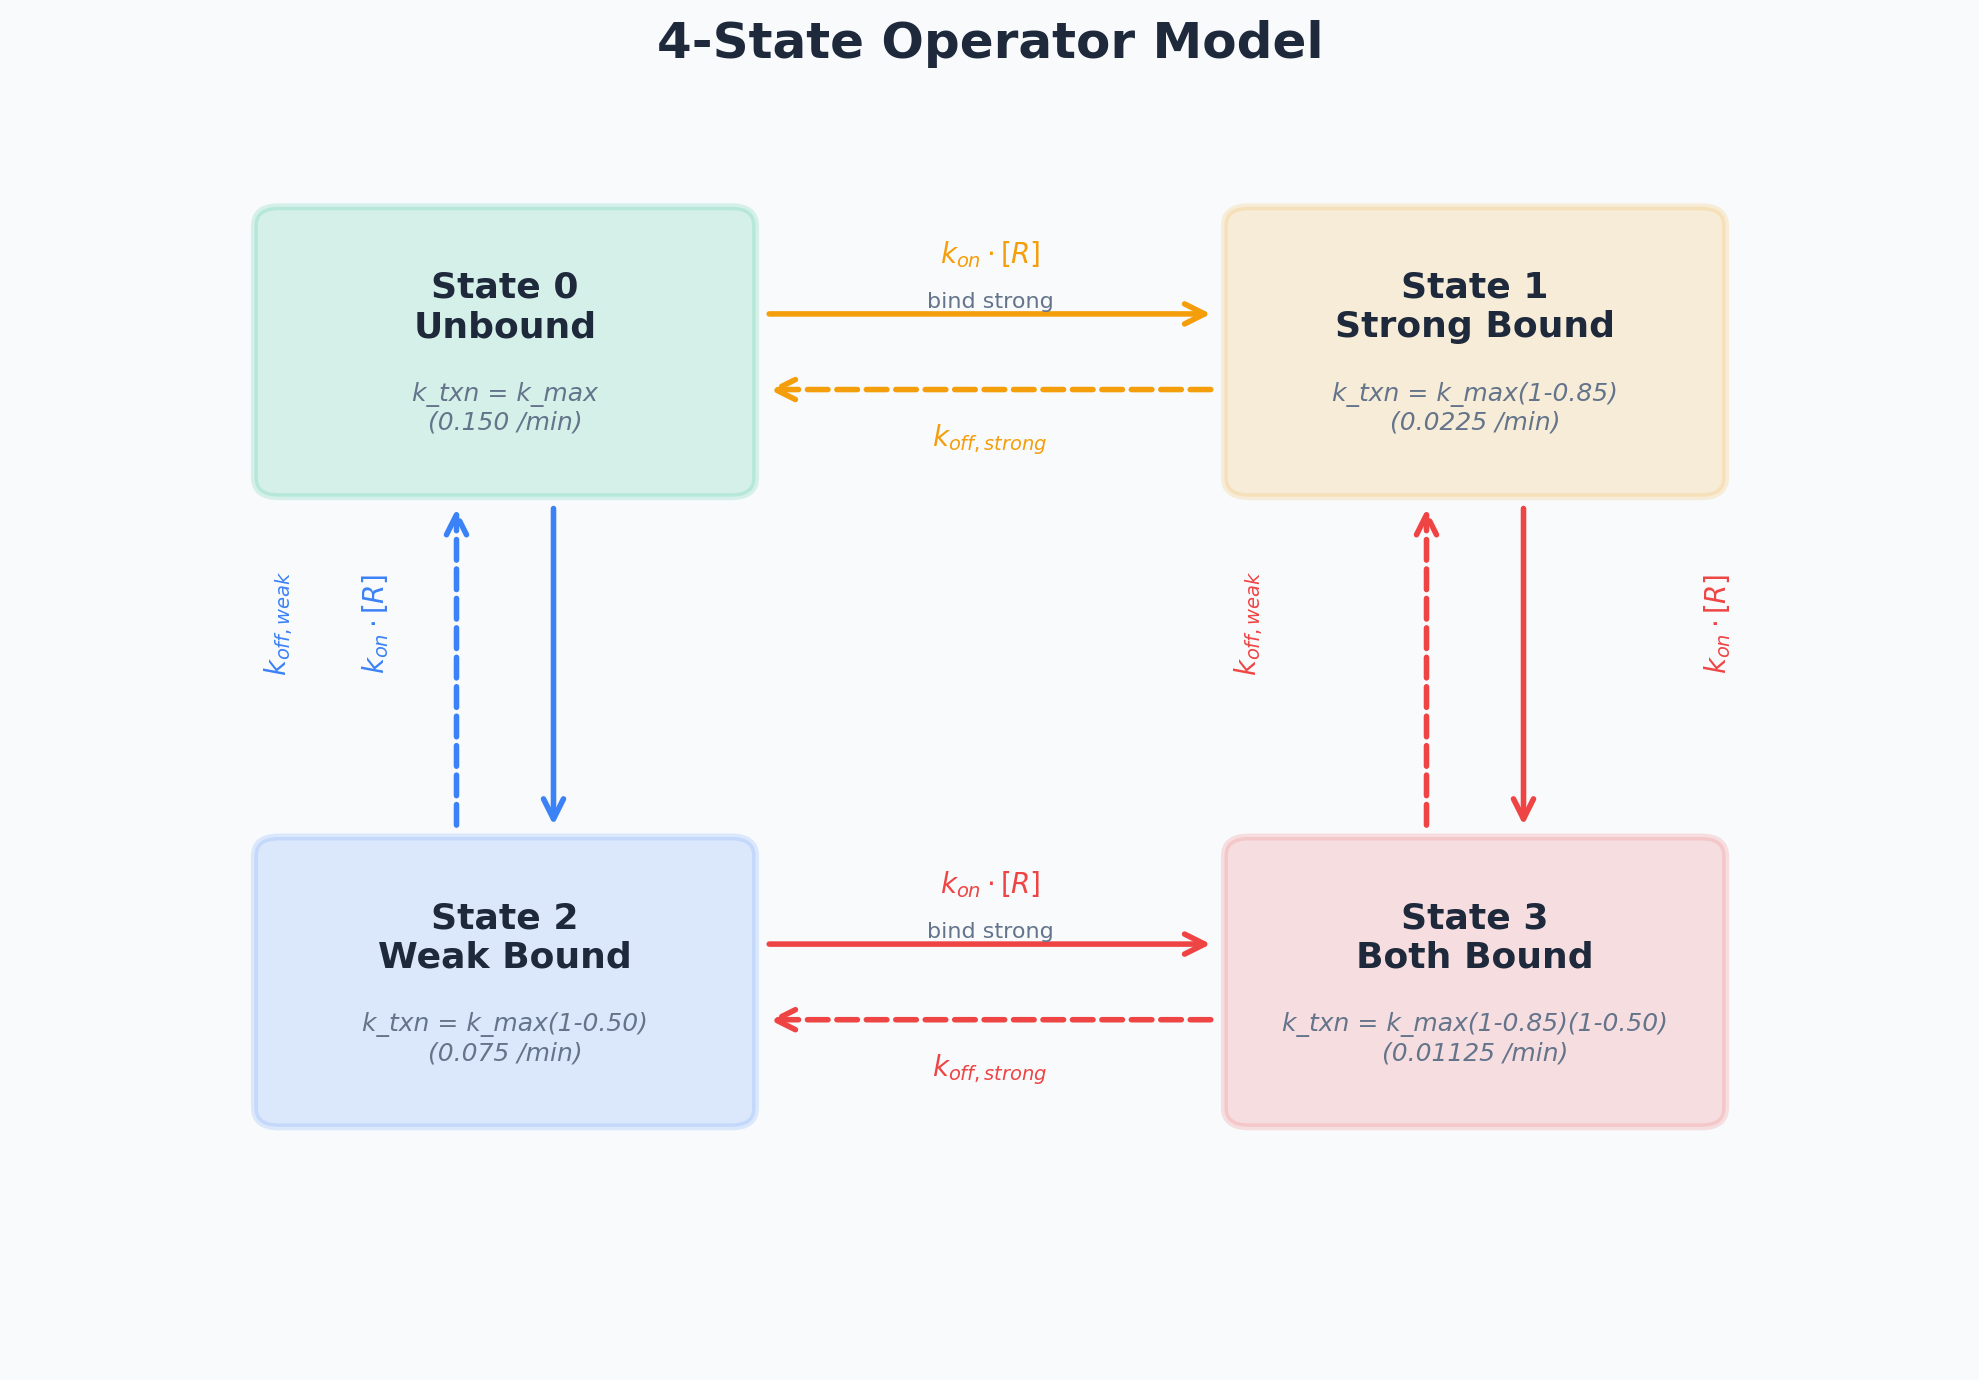 4-State Operator Model
State 0
Unbound
k_txn = k_max
(0.150 /min)
k_on · [R]
bind strong
k_off,strong
State 1
Strong Bound
k_txn = k_max(1-0.85)
(0.0225 /min)
k_off,weak
k_on · [R]
k_off,weak
k_on · [R]
State 2
Weak Bound
k_txn = k_max(1-0.50)
(0.075 /min)
k_on · [R]
bind strong
k_off,strong
State 3
Both Bound
k_txn = k_max(1-0.85)(1-0.50)
(0.01125 /min)